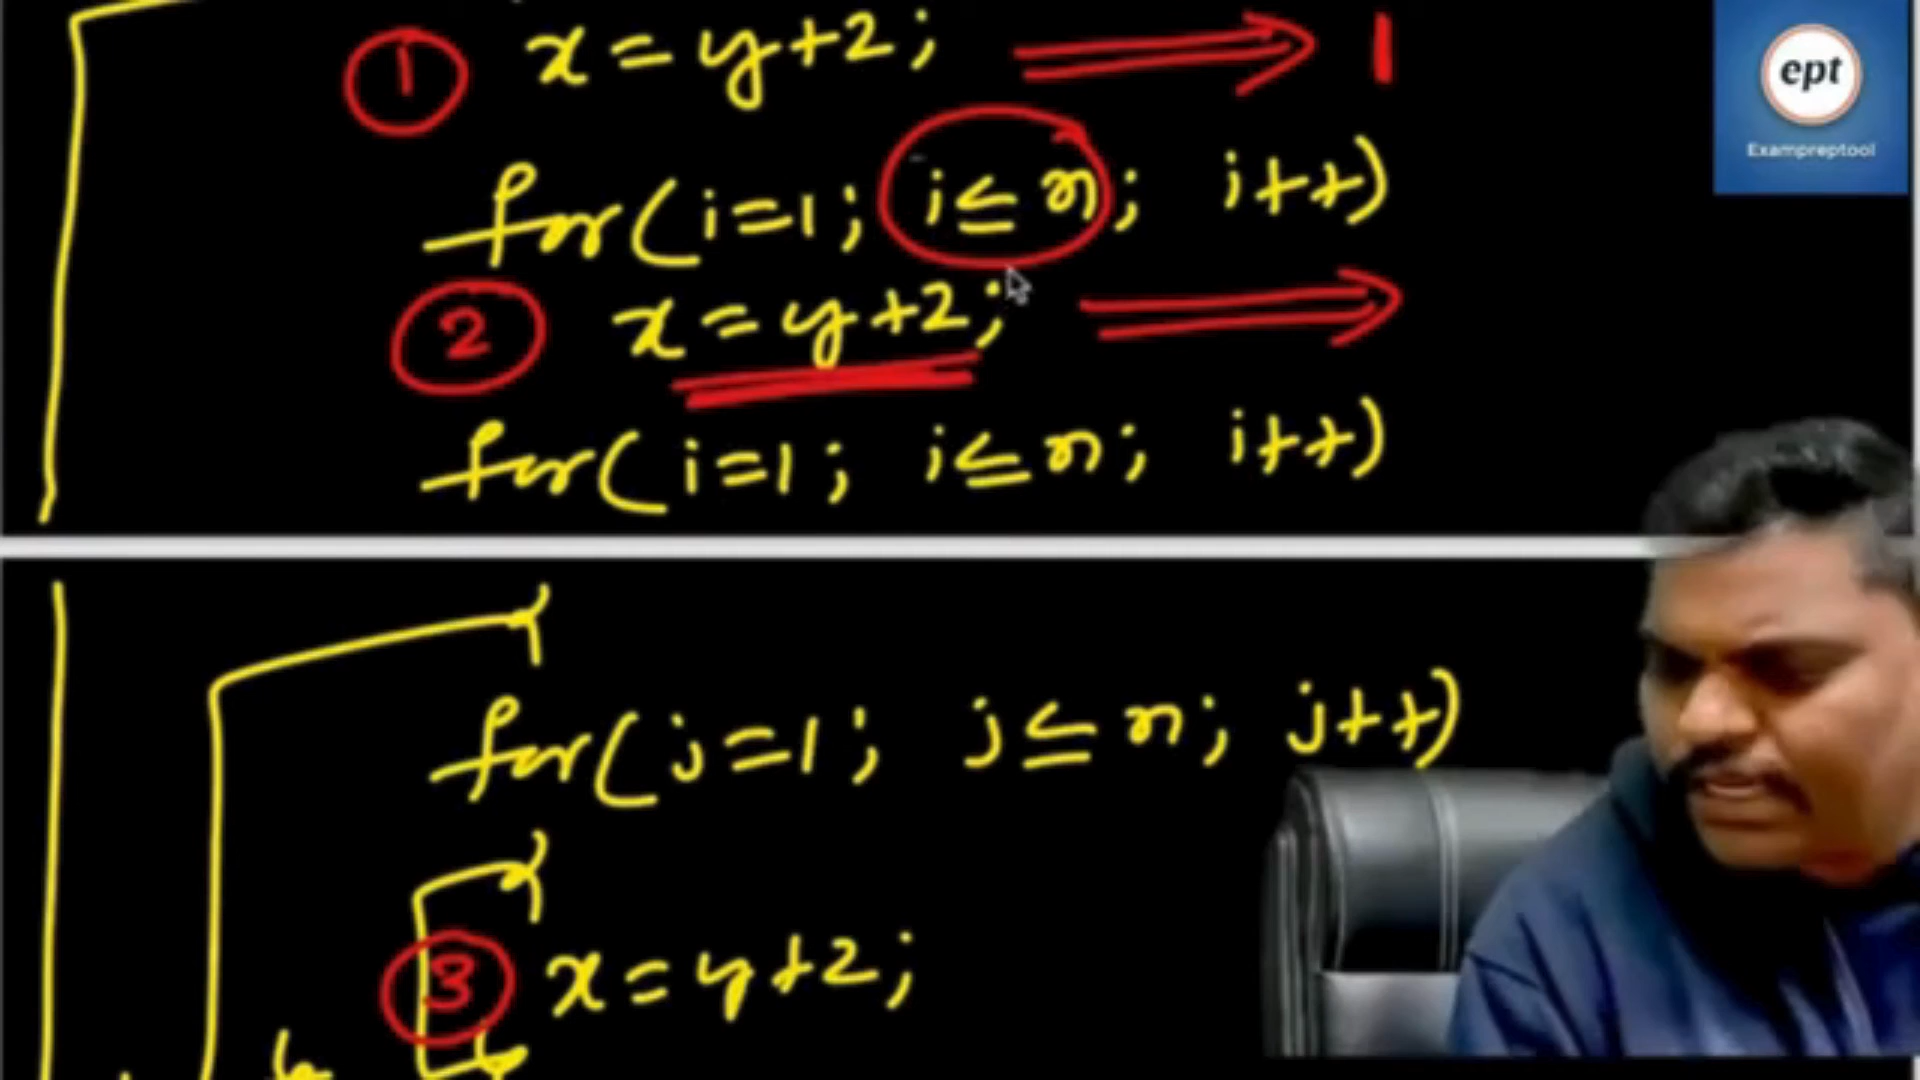 ① x = y+2; ⟹ 1
for(i=1; i≤n; i++)
② x = y+2; ⟹
for(i=1; i≤n; i++)
{
for(j=1; j≤n; j++)
{
③ x = y+2;
}
}
ept
Exampreptool